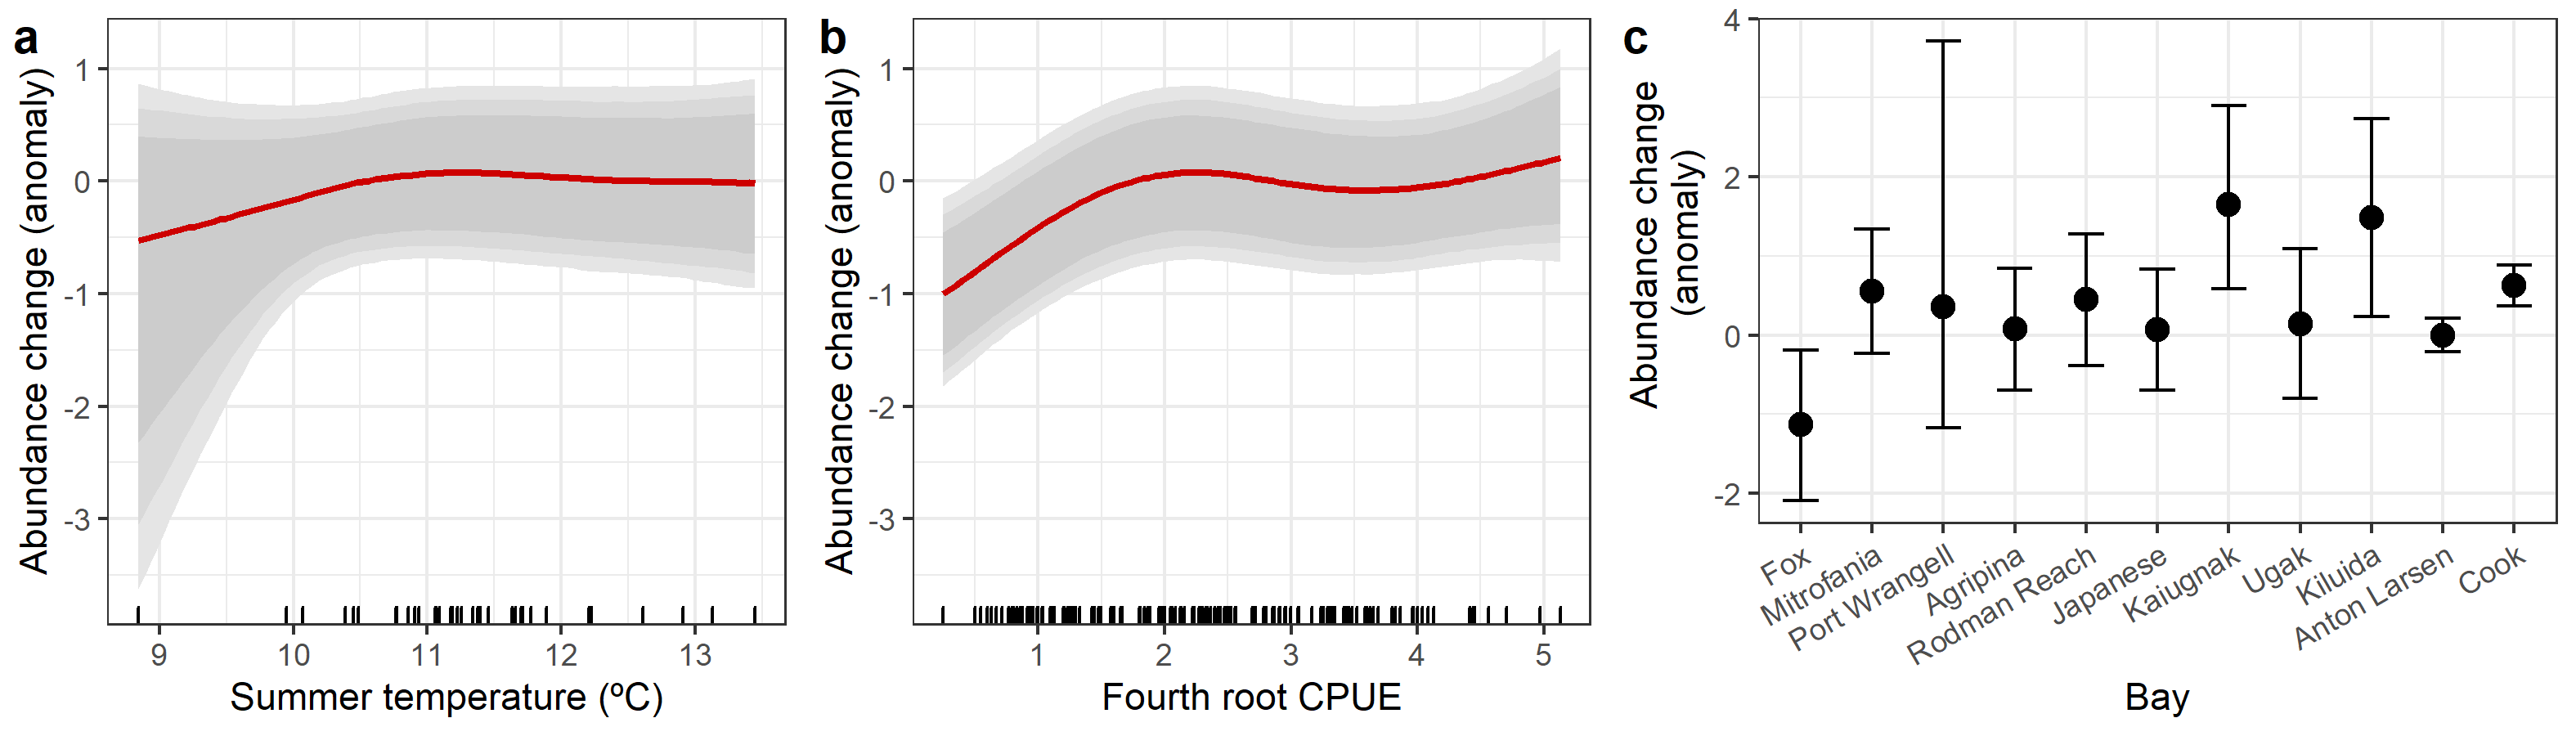 a
Abundance change (anomaly)
1
0
-1
-2
-3
9 10 11 12 13
Summer temperature (ºC)
b
Abundance change (anomaly)
1
0
-1
-2
-3
1 2 3 4 5
Fourth root CPUE
c
Abundance change
(anomaly)
4
2
0
-2
Fox
Mitrofania
Port Wrangell
Agripina
Rodman Reach
Japanese
Kaiugnak
Ugak
Kiluida
Anton Larsen
Cook
Bay